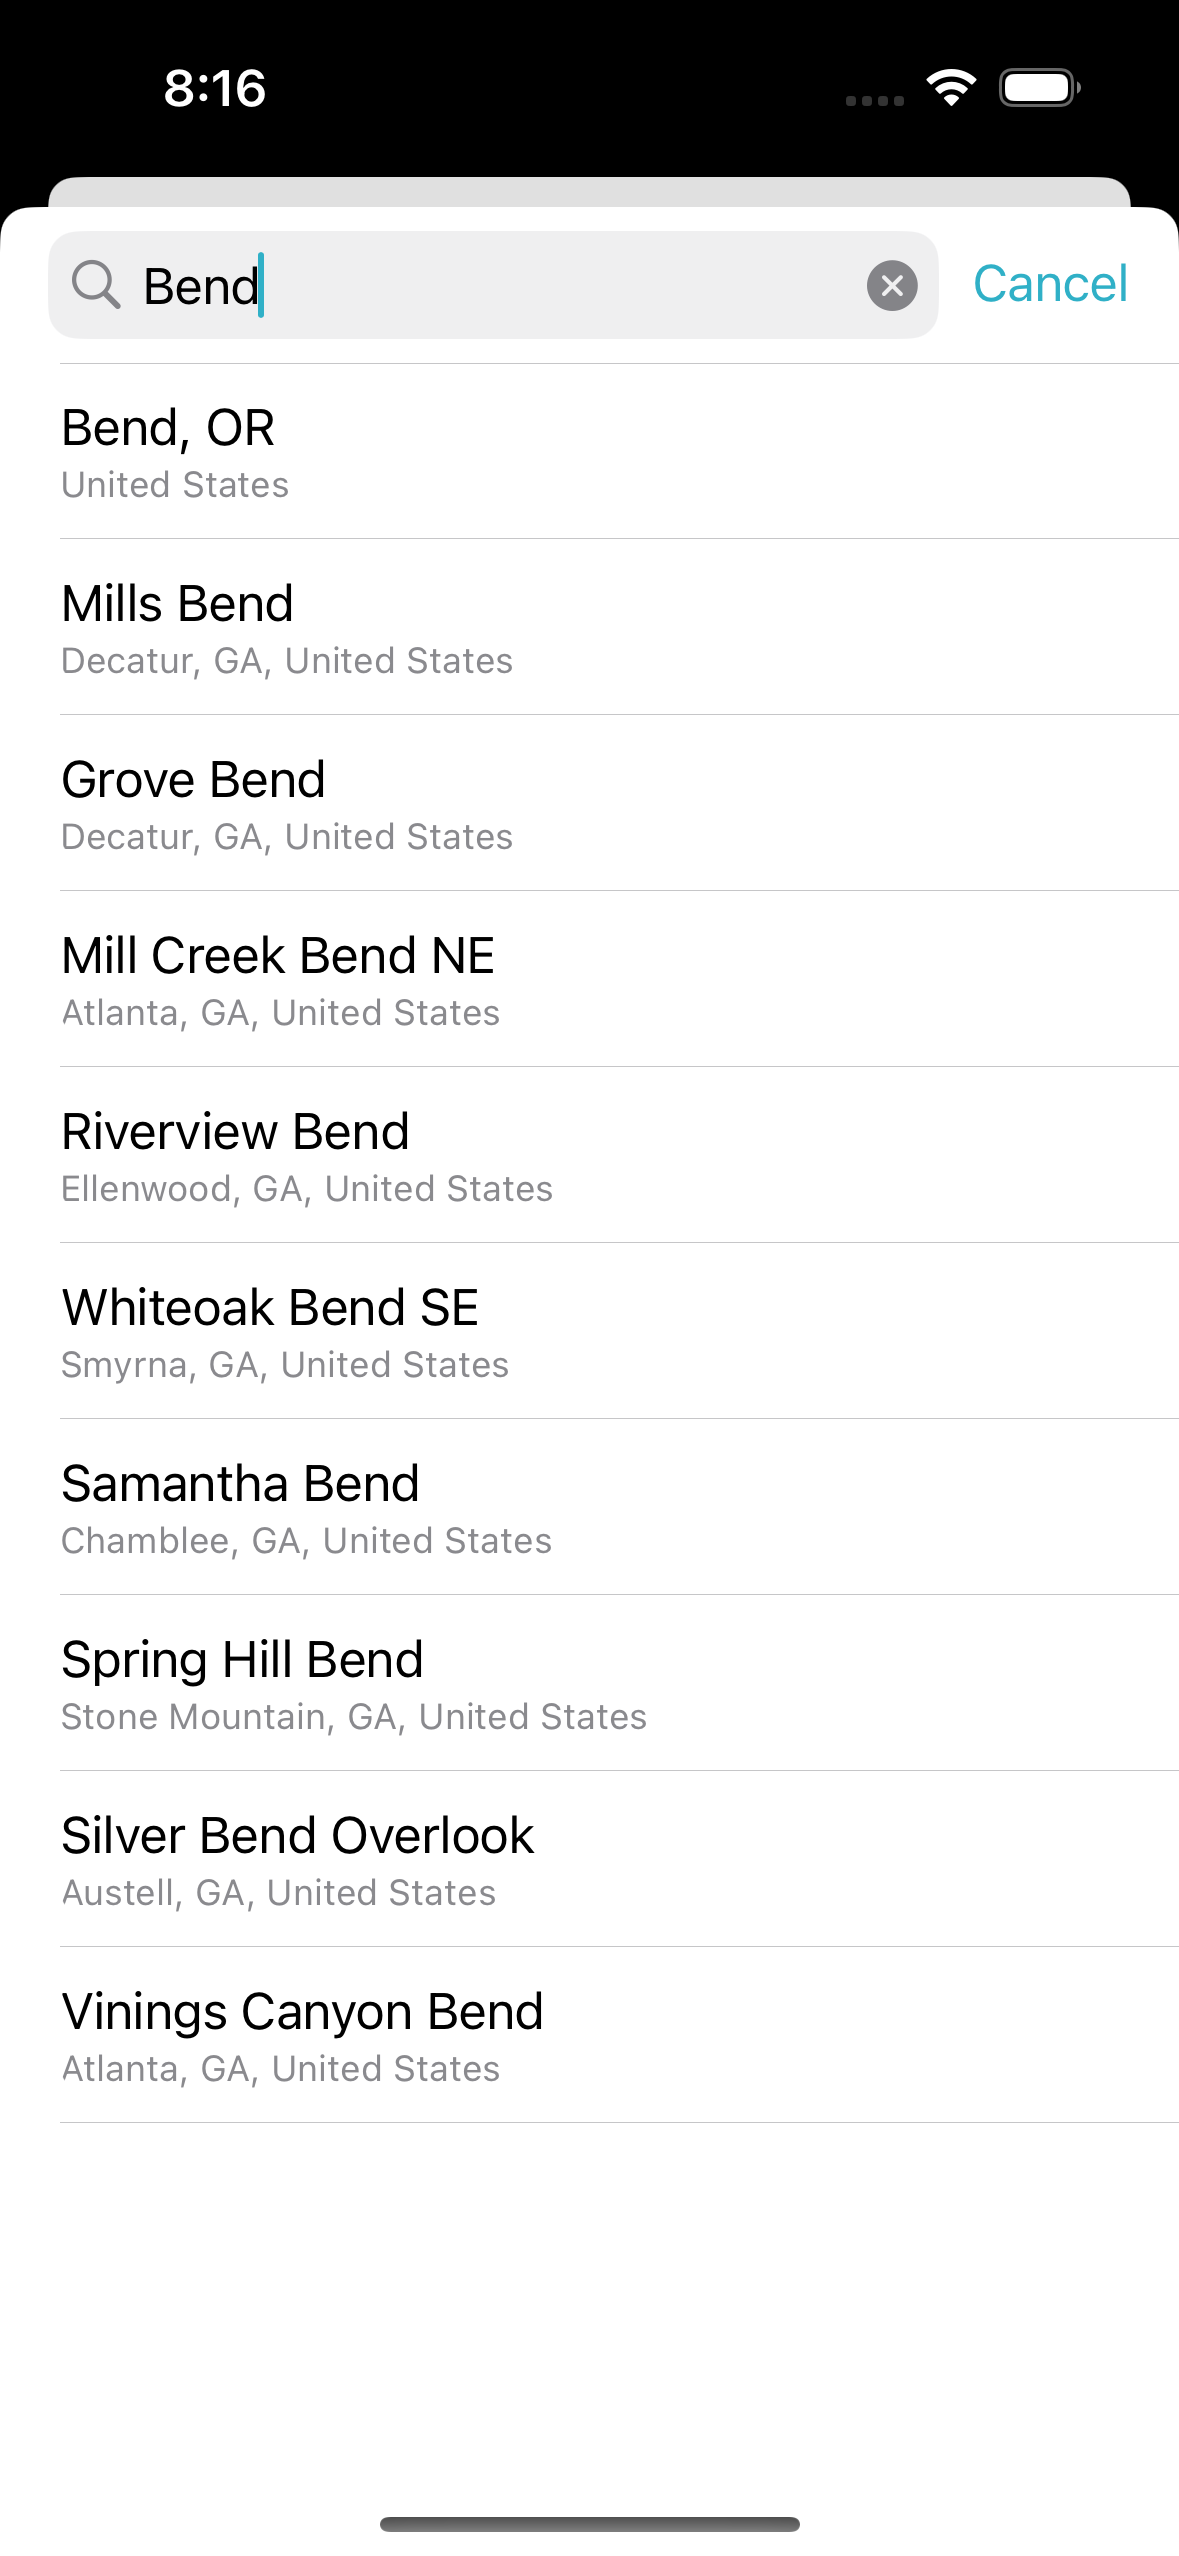 8:16
Bend
Cancel
Bend, OR
United States
Mills Bend
Decatur, GA, United States
Grove Bend
Decatur, GA, United States
Mill Creek Bend NE
Atlanta, GA, United States
Riverview Bend
Ellenwood, GA, United States
Whiteoak Bend SE
Smyrna, GA, United States
Samantha Bend
Chamblee, GA, United States
Spring Hill Bend
Stone Mountain, GA, United States
Silver Bend Overlook
Austell, GA, United States
Vinings Canyon Bend
Atlanta, GA, United States